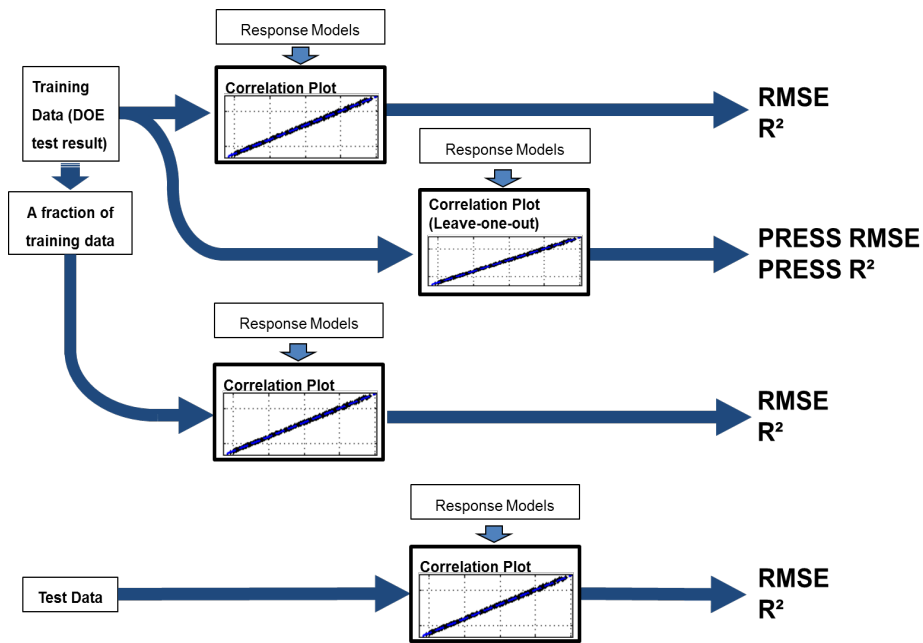 Response Models
Training
Data (DOE
test result)
Correlation Plot
RMSE
R²
Response Models
A fraction of
training data
Correlation Plot
(Leave-one-out)
PRESS RMSE
PRESS R²
Response Models
Correlation Plot
RMSE
R²
Response Models
Test Data
Correlation Plot
RMSE
R²